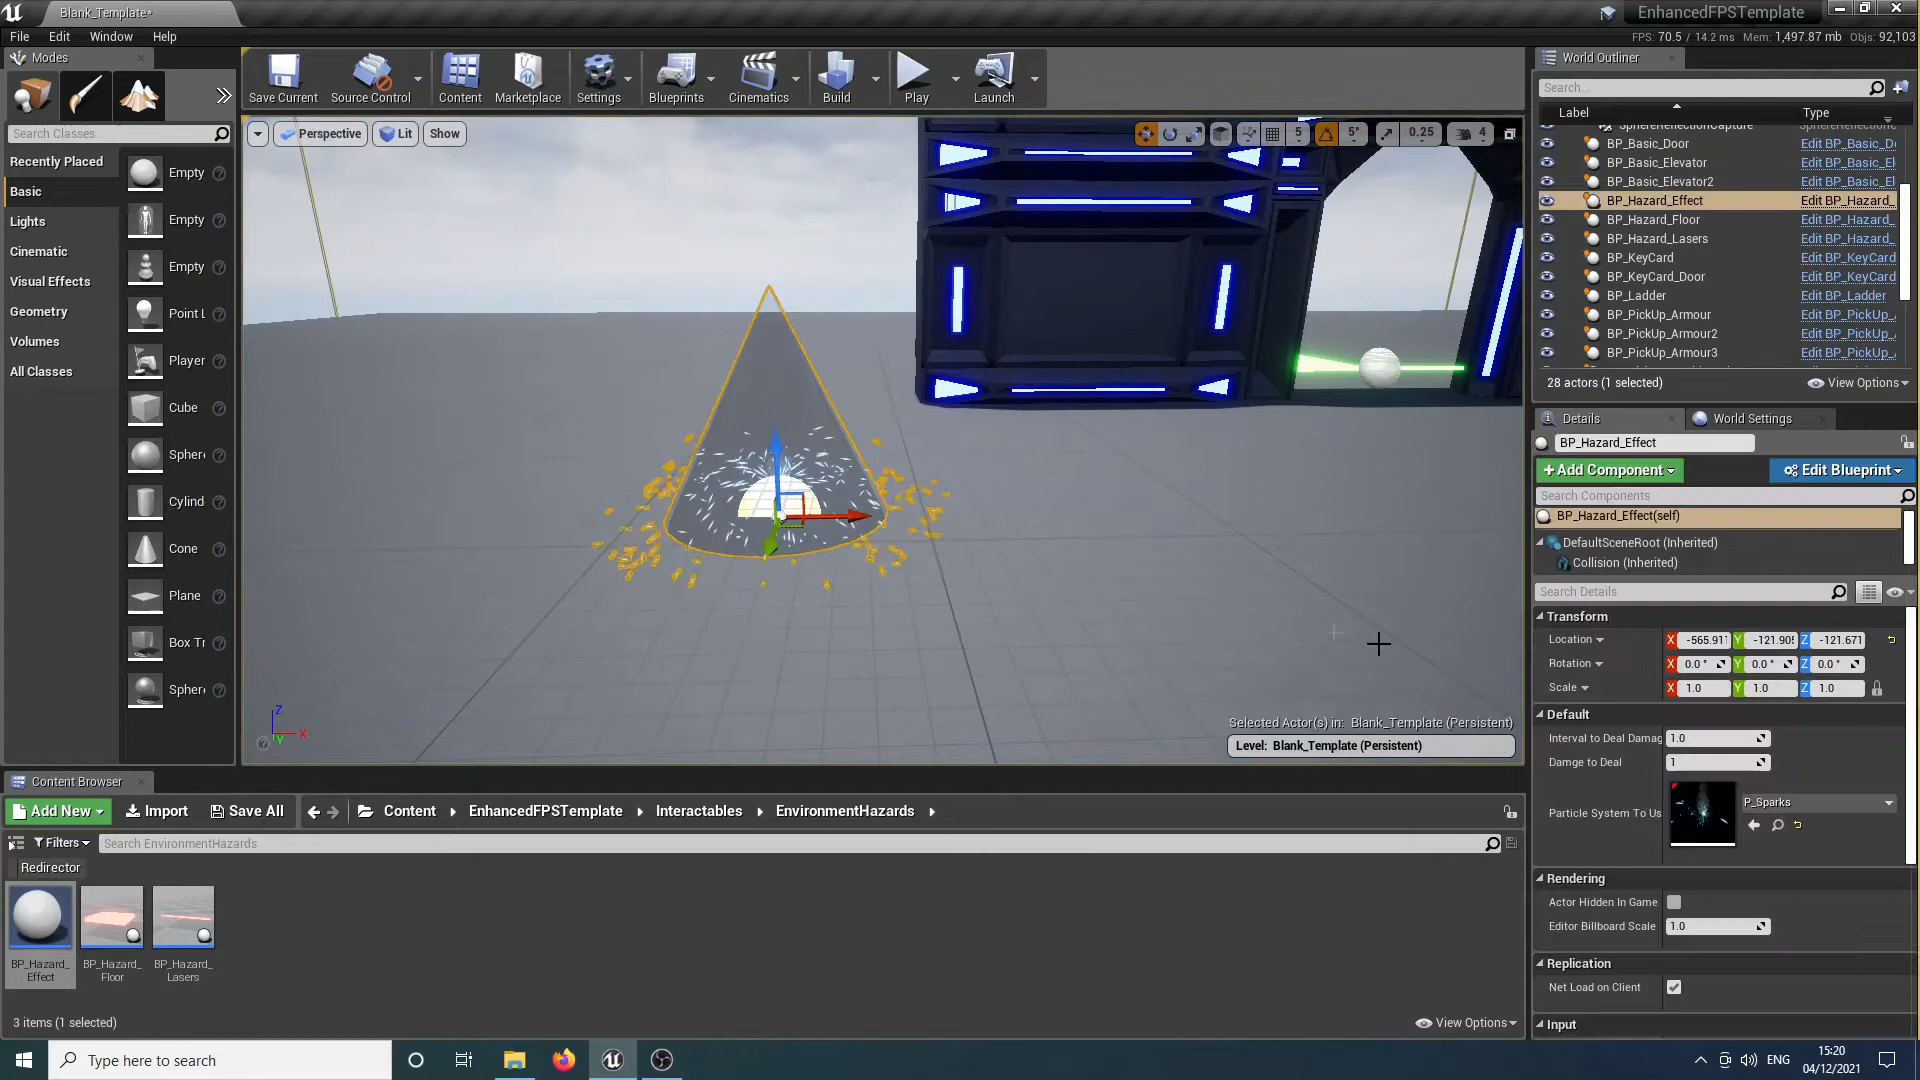 Blank_Template*
EnhancedFPSTemplate
File Edit Window Help
FPS: 70.5 / 14.2 ms Mem: 1,497.87 mb Objs: 92,103
Modes
Save Current Source Control Content Marketplace Settings Blueprints Cinematics Build Play Launch
Search Classes
Recently Placed
Basic
Lights
Cinematic
Visual Effects
Geometry
Volumes
All Classes
Empty
Empty
Empty
Point L
Player
Cube
Spher
Cylind
Cone
Plane
Box Tr
Spher
Perspective Lit Show
5 5° 0.25 4
Z
X
Y
Selected Actor(s) in: Blank_Template (Persistent)
Level: Blank_Template (Persistent)
World Outliner
Search...
Label Type
SphereReflectionCapture SphereReflection
BP_Basic_Door Edit BP_Basic_D
BP_Basic_Elevator Edit BP_Basic_El
BP_Basic_Elevator2 Edit BP_Basic_El
BP_Hazard_Effect Edit BP_Hazard_
BP_Hazard_Floor Edit BP_Hazard_
BP_Hazard_Lasers Edit BP_Hazard_
BP_KeyCard Edit BP_KeyCard
BP_KeyCard_Door Edit BP_KeyCard
BP_Ladder Edit BP_Ladder
BP_PickUp_Armour Edit BP_PickUp_
BP_PickUp_Armour2 Edit BP_PickUp_
BP_PickUp_Armour3 Edit BP_PickUp_
28 actors (1 selected) View Options
Details World Settings
BP_Hazard_Effect
+Add Component Edit Blueprint
Search Components
BP_Hazard_Effect(self)
DefaultSceneRoot (Inherited)
Collision (Inherited)
Search Details
Transform
Location X -565.911 Y -121.905 Z -121.671
Rotation X 0.0 ° Y 0.0 ° Z 0.0 °
Scale X 1.0 Y 1.0 Z 1.0
Default
Interval to Deal Damag 1.0
Damge to Deal 1
Particle System To Us P_Sparks
Rendering
Actor Hidden In Game
Editor Billboard Scale 1.0
Replication
Net Load on Client
Input
Content Browser
Add New Import Save All Content EnhancedFPSTemplate Interactables EnvironmentHazards
Filters Search EnvironmentHazards
Redirector
BP_Hazard_
Effect
BP_Hazard_
Floor
BP_Hazard_
Lasers
3 items (1 selected) View Options
Type here to search
ENG
15:20
04/12/2021